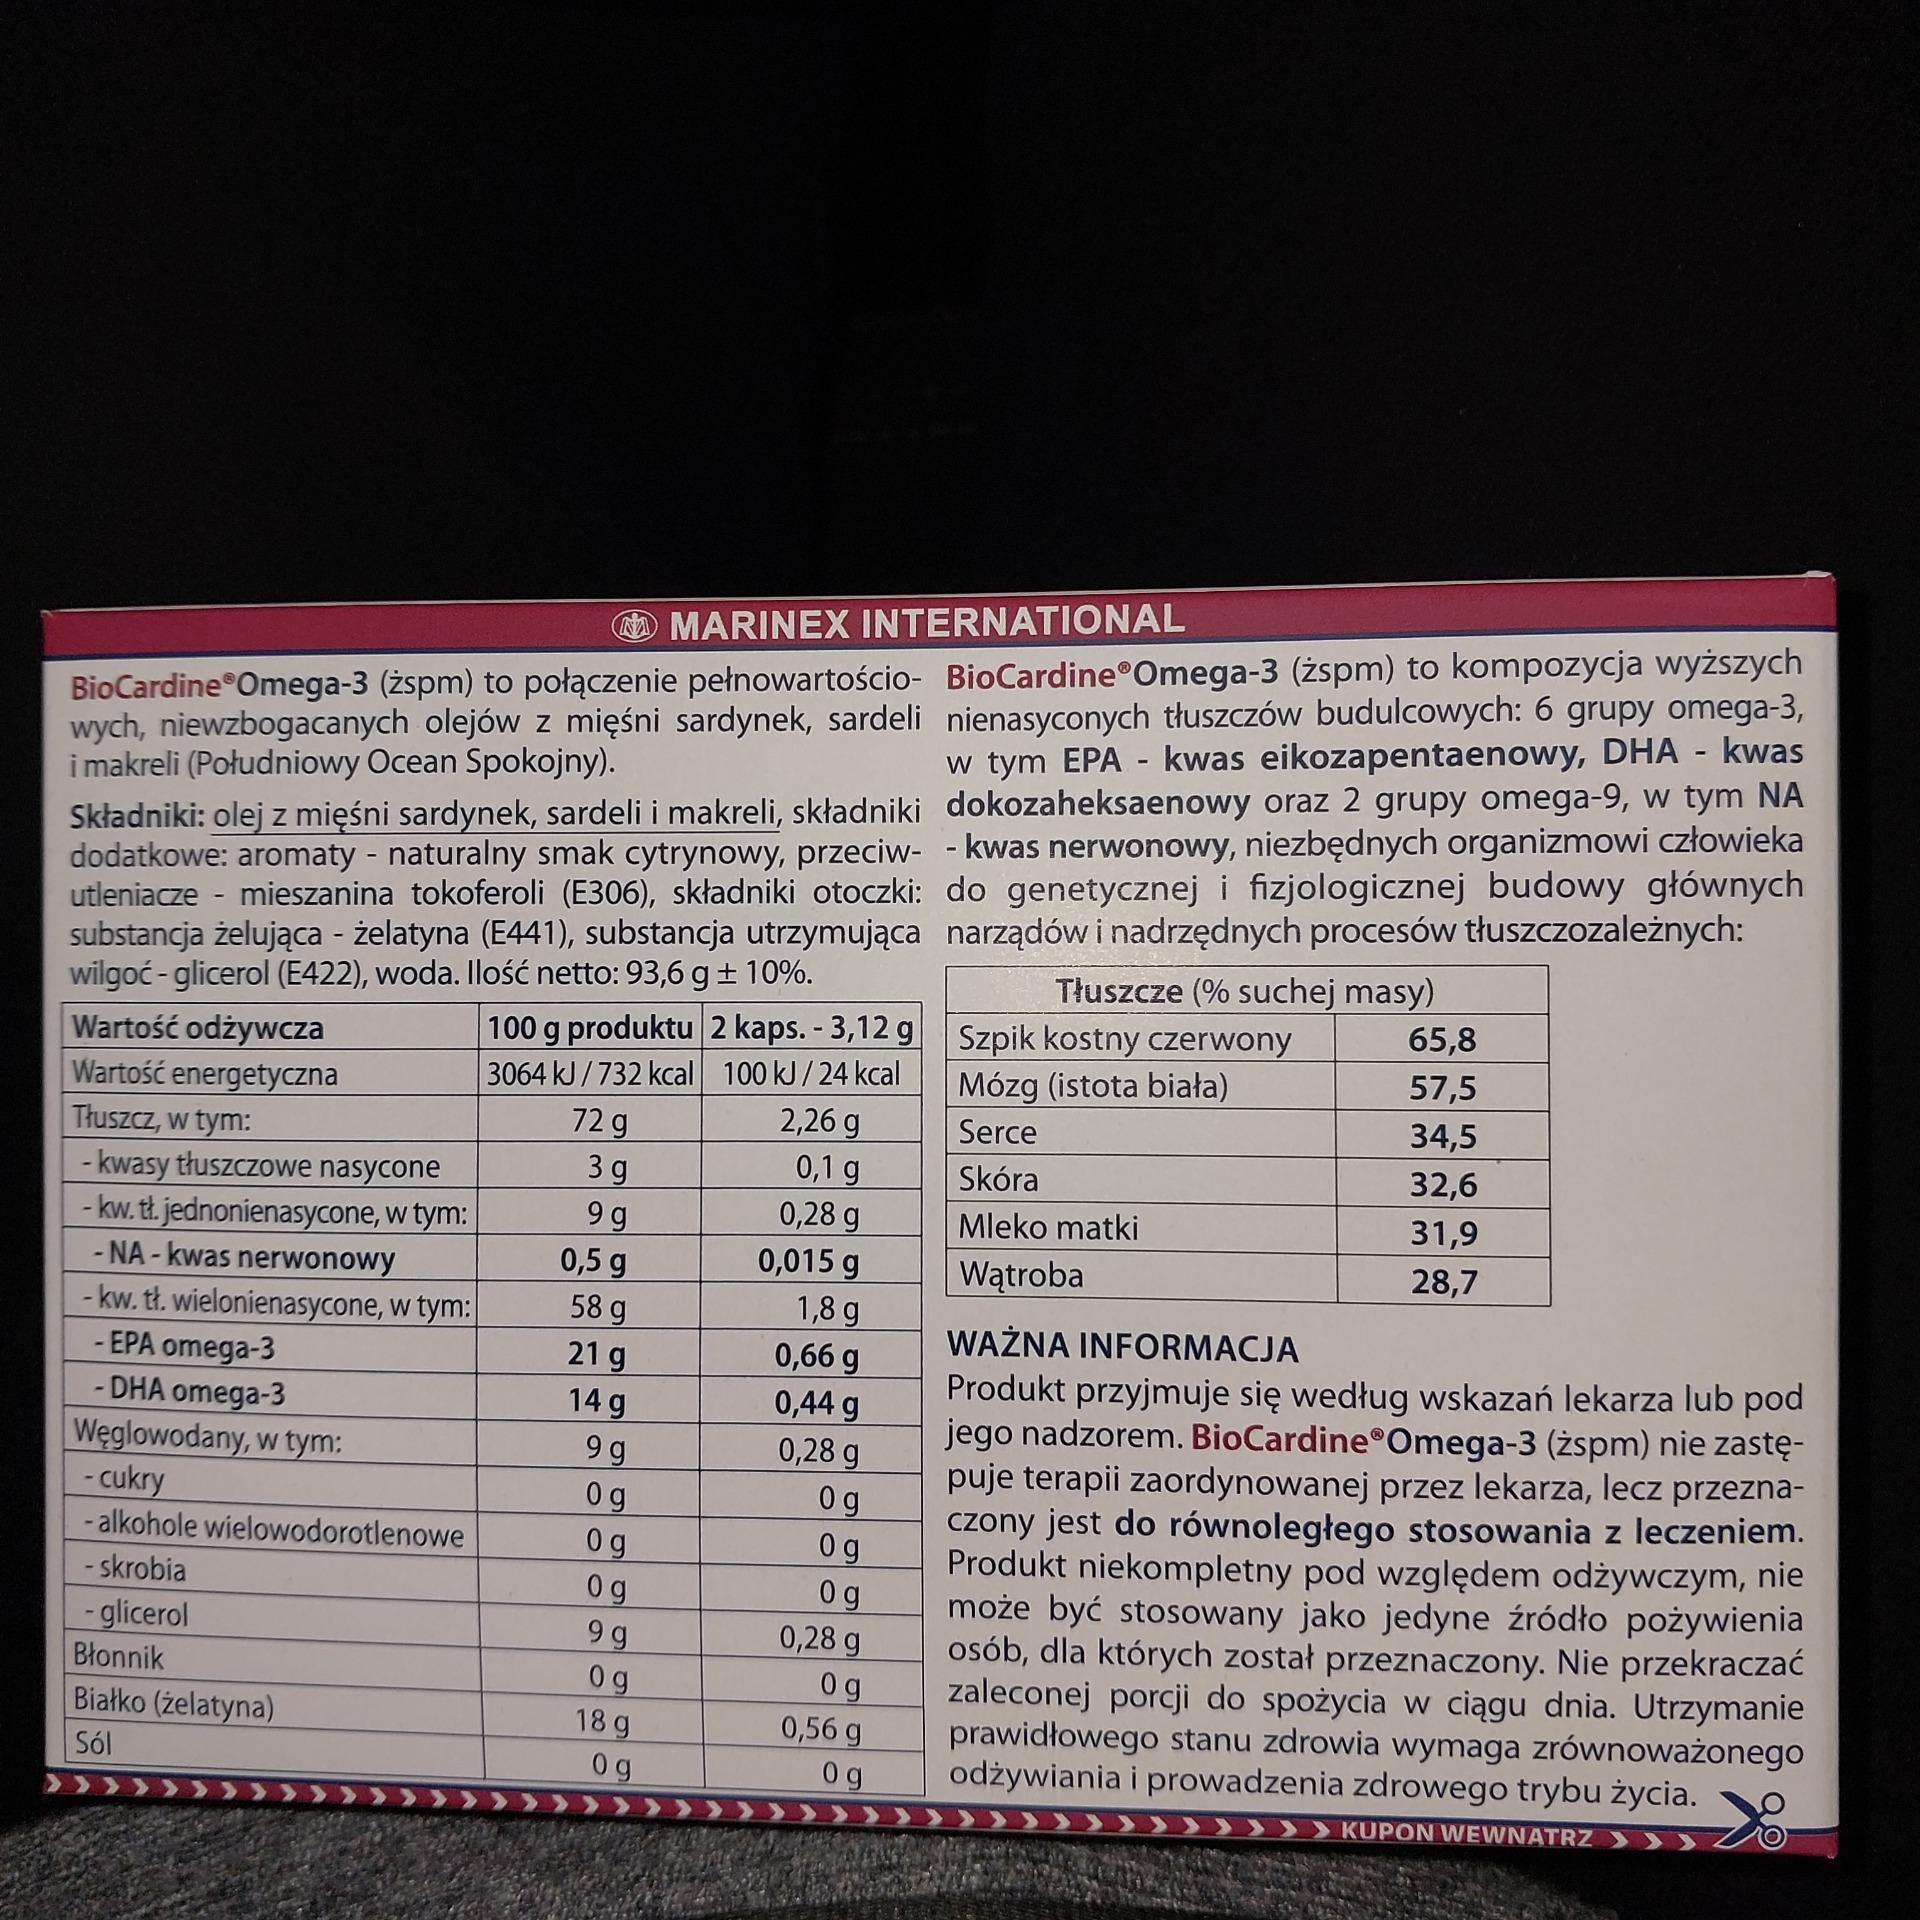 MARINEX INTERNATIONAL
BioCardine®Omega-3 (żspm) to połączenie pełnowartościo-
wych, niewzbogacanych olejów z mięśni sardynek, sardeli
i makreli (Południowy Ocean Spokojny).
Składniki: olej z mięśni sardynek, sardeli i makreli, składniki
dodatkowe: aromaty - naturalny smak cytrynowy, przeciw-
utleniacze - mieszanina tokoferoli (E306), składniki otoczki:
substancja żelująca - żelatyna (E441), substancja utrzymująca
wilgoć - glicerol (E422), woda. Ilość netto: 93,6 g ± 10%.
Wartość odżywcza 100 g produktu 2 kaps. - 3,12 g
Wartość energetyczna 3064 kJ / 732 kcal 100 kJ / 24 kcal
Tłuszcz, w tym: 72 g 2,26 g
- kwasy tłuszczowe nasycone 3 g 0,1 g
- kw. tł. jednonienasycone, w tym: 9 g 0,28 g
- NA - kwas nerwonowy 0,5 g 0,015 g
- kw. tł. wielonienasycone, w tym: 58 g 1,8 g
- EPA omega-3 21 g 0,66 g
- DHA omega-3 14 g 0,44 g
Węglowodany, w tym: 9 g 0,28 g
- cukry 0 g 0 g
- alkohole wielowodorotlenowe 0 g 0 g
- skrobia 0 g 0 g
- glicerol 9 g 0,28 g
Błonnik 0 g 0 g
Białko (żelatyna) 18 g 0,56 g
Sól 0 g 0 g
BioCardine®Omega-3 (żspm) to kompozycja wyższych
nienasyconych tłuszczów budulcowych: 6 grupy omega-3,
w tym EPA - kwas eikozapentaenowy, DHA - kwas
dokozaheksaenowy oraz 2 grupy omega-9, w tym NA
- kwas nerwonowy, niezbędnych organizmowi człowieka
do genetycznej i fizjologicznej budowy głównych
narządów i nadrzędnych procesów tłuszczozależnych:
Tłuszcze (% suchej masy)
Szpik kostny czerwony 65,8
Mózg (istota biała) 57,5
Serce 34,5
Skóra 32,6
Mleko matki 31,9
Wątroba 28,7
WAŻNA INFORMACJA
Produkt przyjmuje się według wskazań lekarza lub pod
jego nadzorem. BioCardine®Omega-3 (żspm) nie zastę-
puje terapii zaordynowanej przez lekarza, lecz przezna-
czony jest do równoległego stosowania z leczeniem.
Produkt niekompletny pod względem odżywczym, nie
może być stosowany jako jedyne źródło pożywienia
osób, dla których został przeznaczony. Nie przekraczać
zaleconej porcji do spożycia w ciągu dnia. Utrzymanie
prawidłowego stanu zdrowia wymaga zrównoważonego
odżywiania i prowadzenia zdrowego trybu życia.
KUPON WEWNATRZ